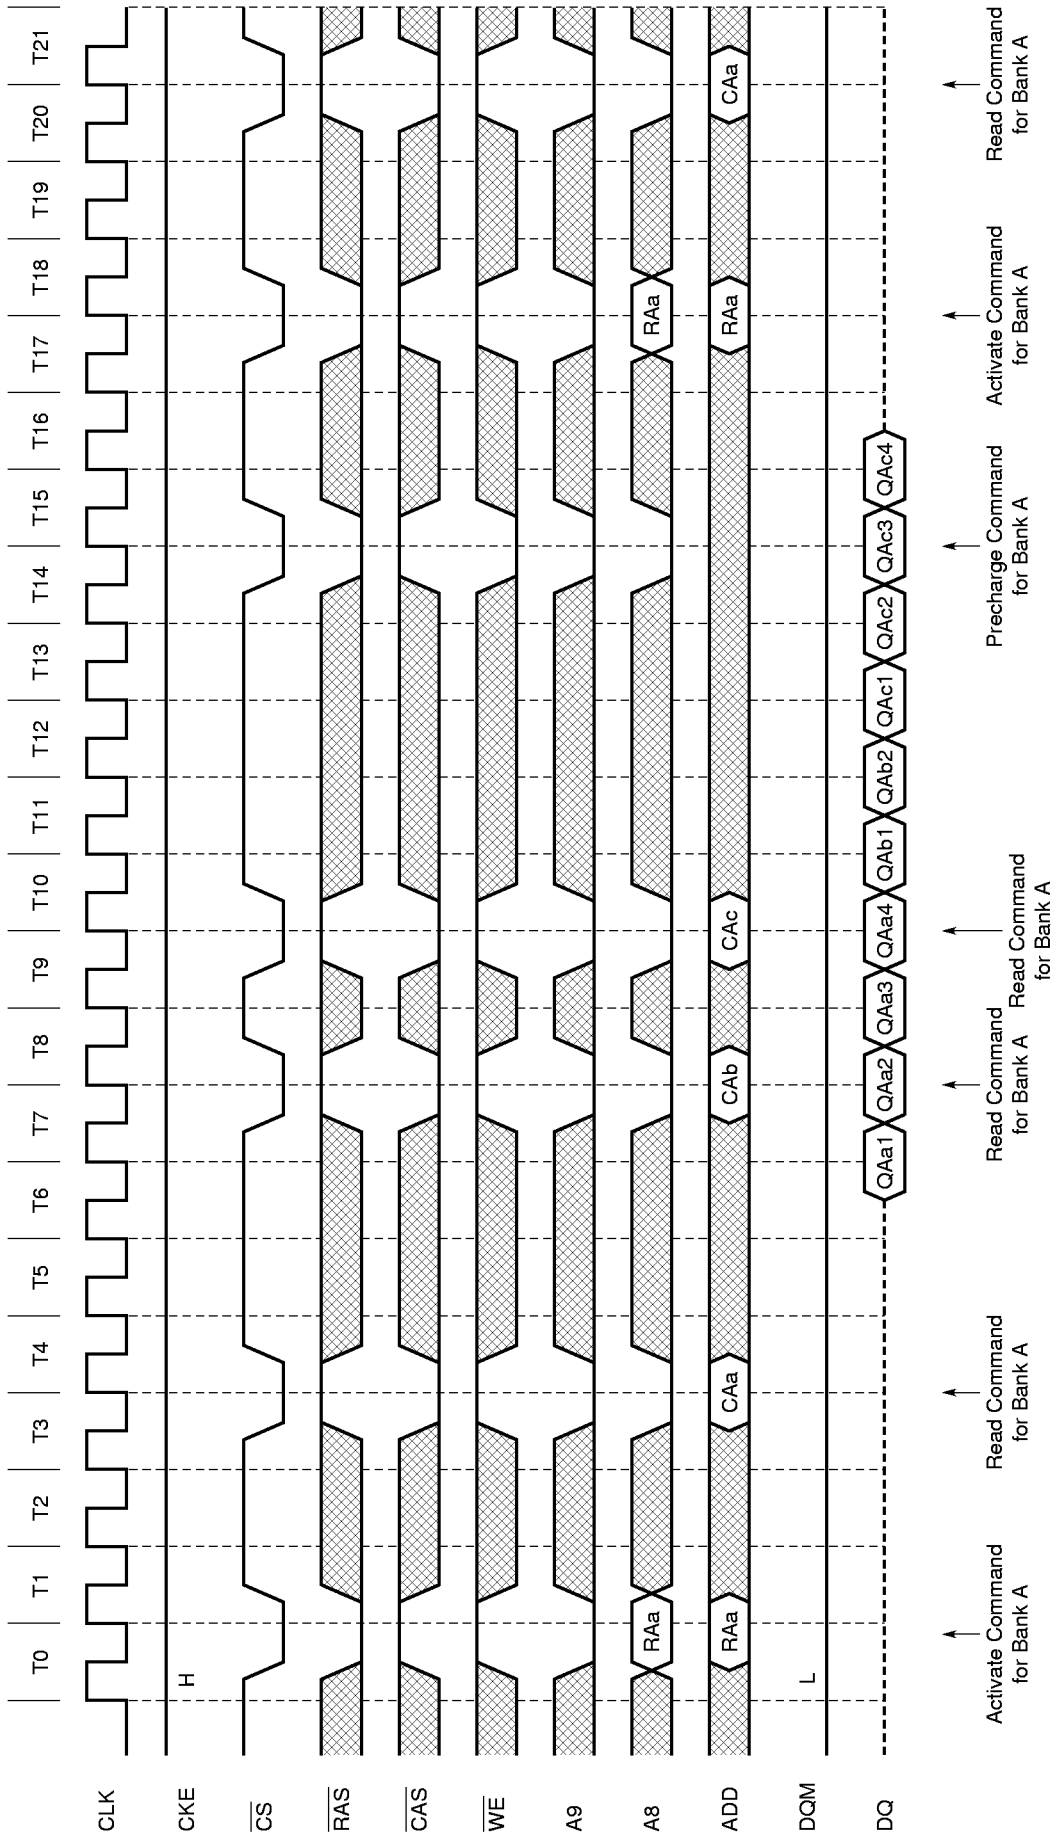 T0 T1 T2 T3 T4 T5 T6 T7 T8 T9 T10 T11 T12 T13 T14 T15 T16 T17 T18 T19 T20 T21
CLK
CKE H
CS
RAS
CAS
WE
A9
A8 RAa RAa
ADD RAa CAa CAb CAc RAa CAa
DQM L
DQ QAa1 QAa2 QAa3 QAa4 QAb1 QAb2 QAc1 QAc2 QAc3 QAc4
Activate Command
for Bank A
Read Command
for Bank A
Read Command
for Bank A
Read Command
for Bank A
Precharge Command
for Bank A
Activate Command
for Bank A
Read Command
for Bank A